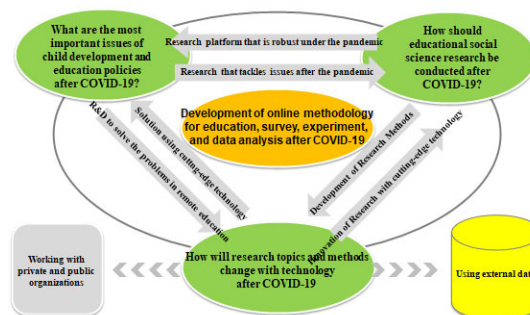 What are the most
important issues of
child development and
education policies
after COVID-19?
Research platform that is robust under the pandemic
Research that tackles issues after the pandemic
How should
educational social
science research be
conducted after
COVID-19?
Development of online methodology
for education, survey, experiment,
and data analysis after COVID-19
R&D to solve the problems in remote education
Solution using cutting-edge technology
Development of Research Methods
Innovation of Research with cutting-edge technology
How will research topics and methods
change with technology
after COVID-19
Working with
private and public
organizations
Using external data